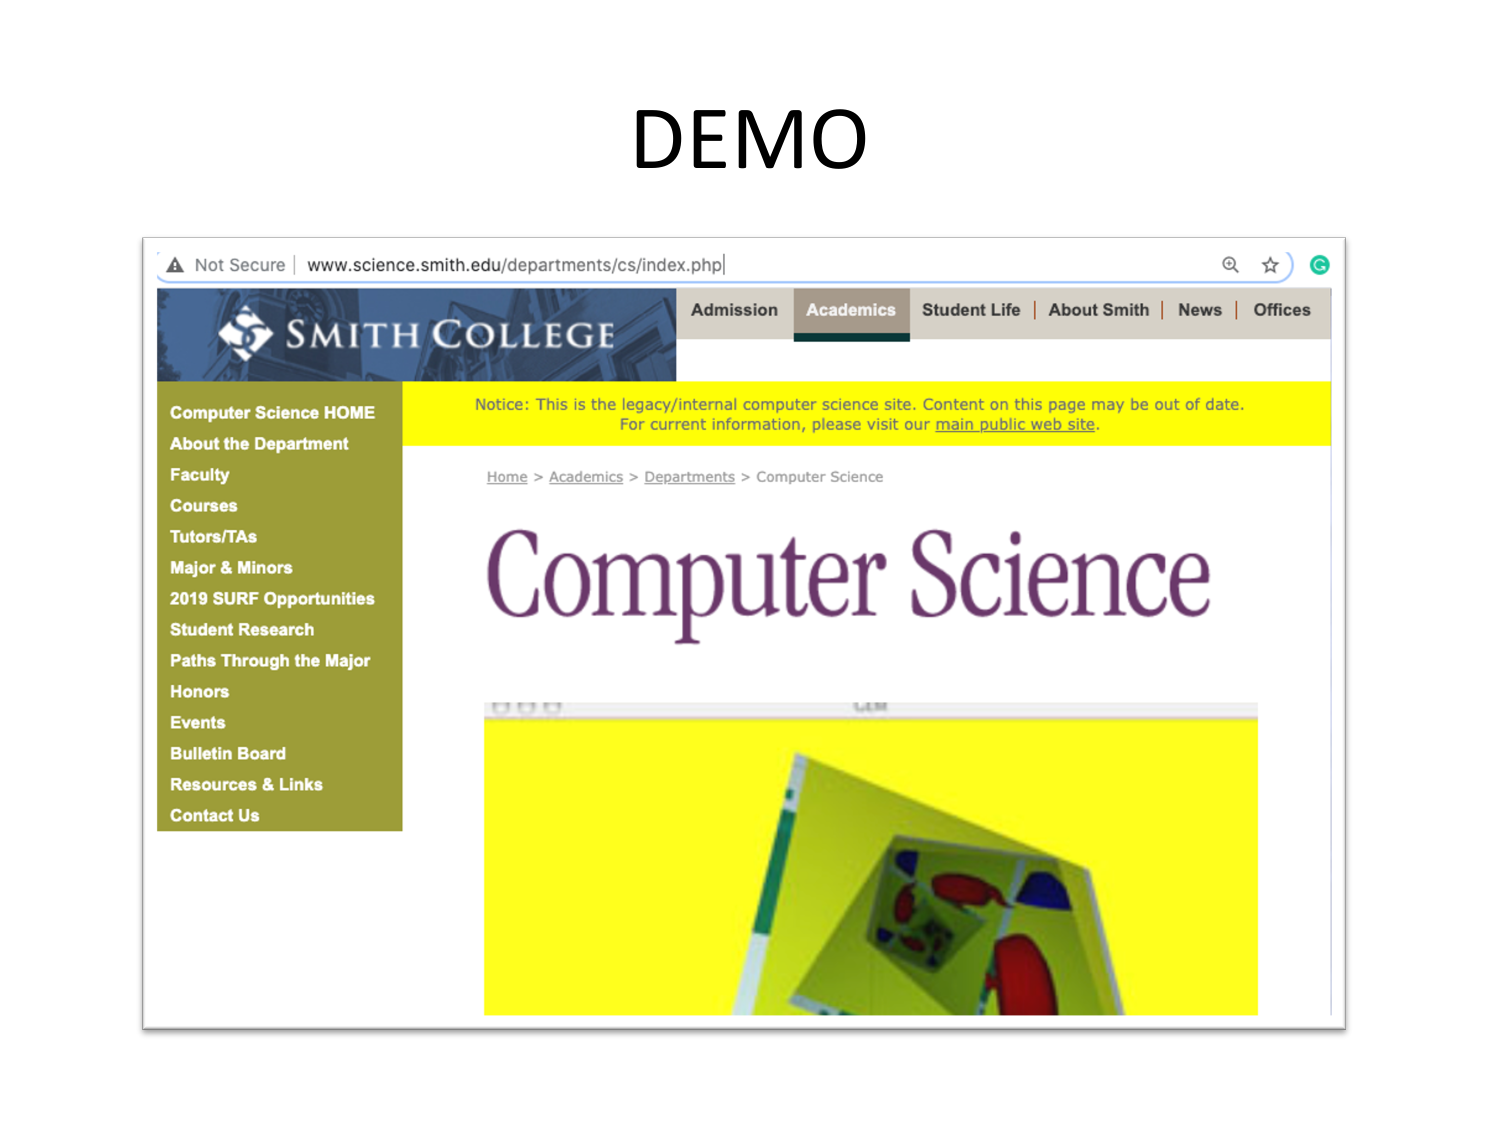 DEMO
Not Secure | www.science.smith.edu/departments/cs/index.php
SMITH COLLEGE
Admission Academics Student Life | About Smith | News | Offices
Computer Science HOME
About the Department
Faculty
Courses
Tutors/TAs
Major & Minors
2019 SURF Opportunities
Student Research
Paths Through the Major
Honors
Events
Bulletin Board
Resources & Links
Contact Us
Notice: This is the legacy/internal computer science site. Content on this page may be out of date.
For current information, please visit our main public web site.
Home > Academics > Departments > Computer Science
Computer Science